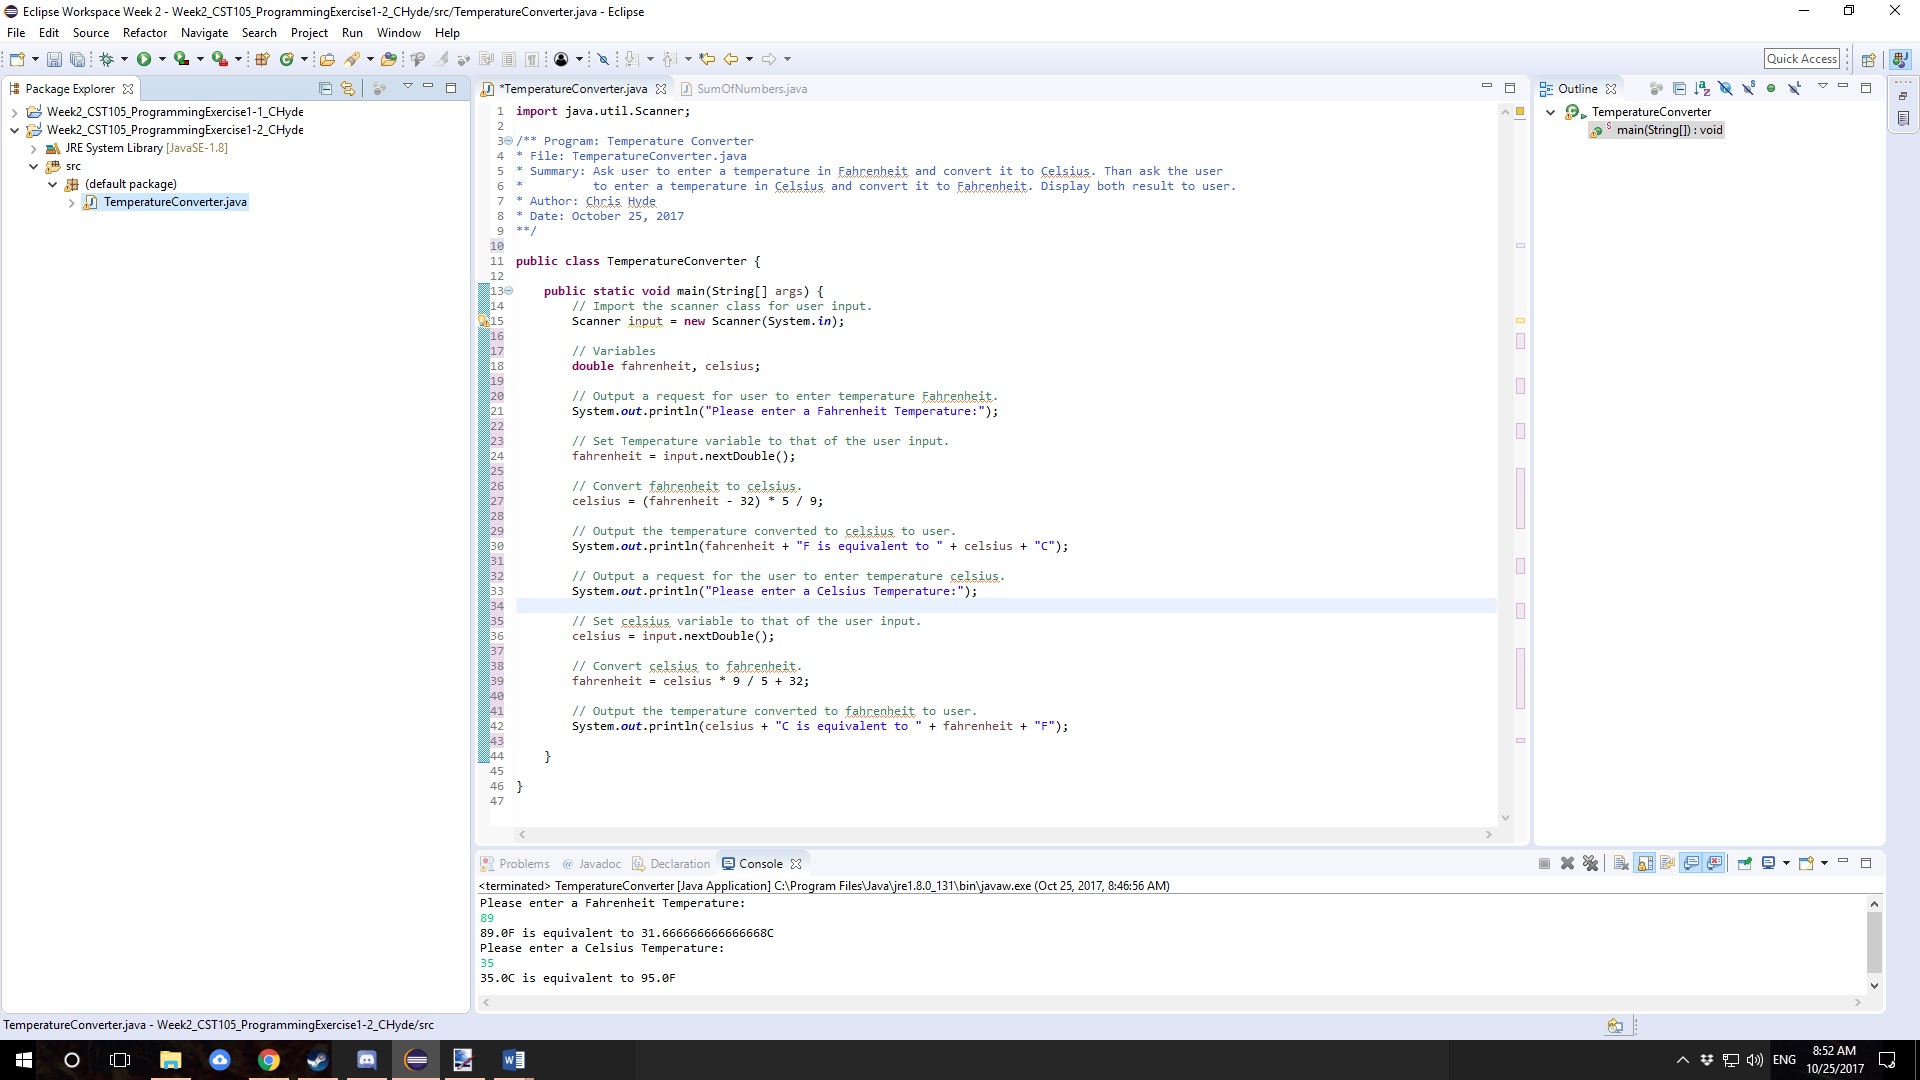 Eclipse Workspace Week 2 - Week2_CST105_ProgrammingExercise1-2_CHyde/src/TemperatureConverter.java - Eclipse
File Edit Source Refactor Navigate Search Project Run Window Help
Quick Access
Package Explorer
Week2_CST105_ProgrammingExercise1-1_CHyde
Week2_CST105_ProgrammingExercise1-2_CHyde
JRE System Library [JavaSE-1.8]
src
(default package)
TemperatureConverter.java
*TemperatureConverter.java SumOfNumbers.java
1 import java.util.Scanner;
2
3 /** Program: Temperature Converter
4 * File: TemperatureConverter.java
5 * Summary: Ask user to enter a temperature in Fahrenheit and convert it to Celsius. Than ask the user
6 *          to enter a temperature in Celsius and convert it to Fahrenheit. Display both result to user.
7 * Author: Chris Hyde
8 * Date: October 25, 2017
9 **/
10
11 public class TemperatureConverter {
12
13     public static void main(String[] args) {
14         // Import the scanner class for user input.
15         Scanner input = new Scanner(System.in);
16
17         // Variables
18         double fahrenheit, celsius;
19
20         // Output a request for user to enter temperature Fahrenheit.
21         System.out.println("Please enter a Fahrenheit Temperature:");
22
23         // Set Temperature variable to that of the user input.
24         fahrenheit = input.nextDouble();
25
26         // Convert fahrenheit to celsius.
27         celsius = (fahrenheit - 32) * 5 / 9;
28
29         // Output the temperature converted to celsius to user.
30         System.out.println(fahrenheit + "F is equivalent to " + celsius + "C");
31
32         // Output a request for the user to enter temperature celsius.
33         System.out.println("Please enter a Celsius Temperature:");
34
35         // Set celsius variable to that of the user input.
36         celsius = input.nextDouble();
37
38         // Convert celsius to fahrenheit.
39         fahrenheit = celsius * 9 / 5 + 32;
40
41         // Output the temperature converted to fahrenheit to user.
42         System.out.println(celsius + "C is equivalent to " + fahrenheit + "F");
43
44     }
45
46 }
47
Outline
TemperatureConverter
main(String[]) : void
Problems @ Javadoc Declaration Console
<terminated> TemperatureConverter [Java Application] C:\Program Files\Java\jre1.8.0_131\bin\javaw.exe (Oct 25, 2017, 8:46:56 AM)
Please enter a Fahrenheit Temperature:
89
89.0F is equivalent to 31.666666666666668C
Please enter a Celsius Temperature:
35
35.0C is equivalent to 95.0F
TemperatureConverter.java - Week2_CST105_ProgrammingExercise1-2_CHyde/src
ENG
8:52 AM
10/25/2017